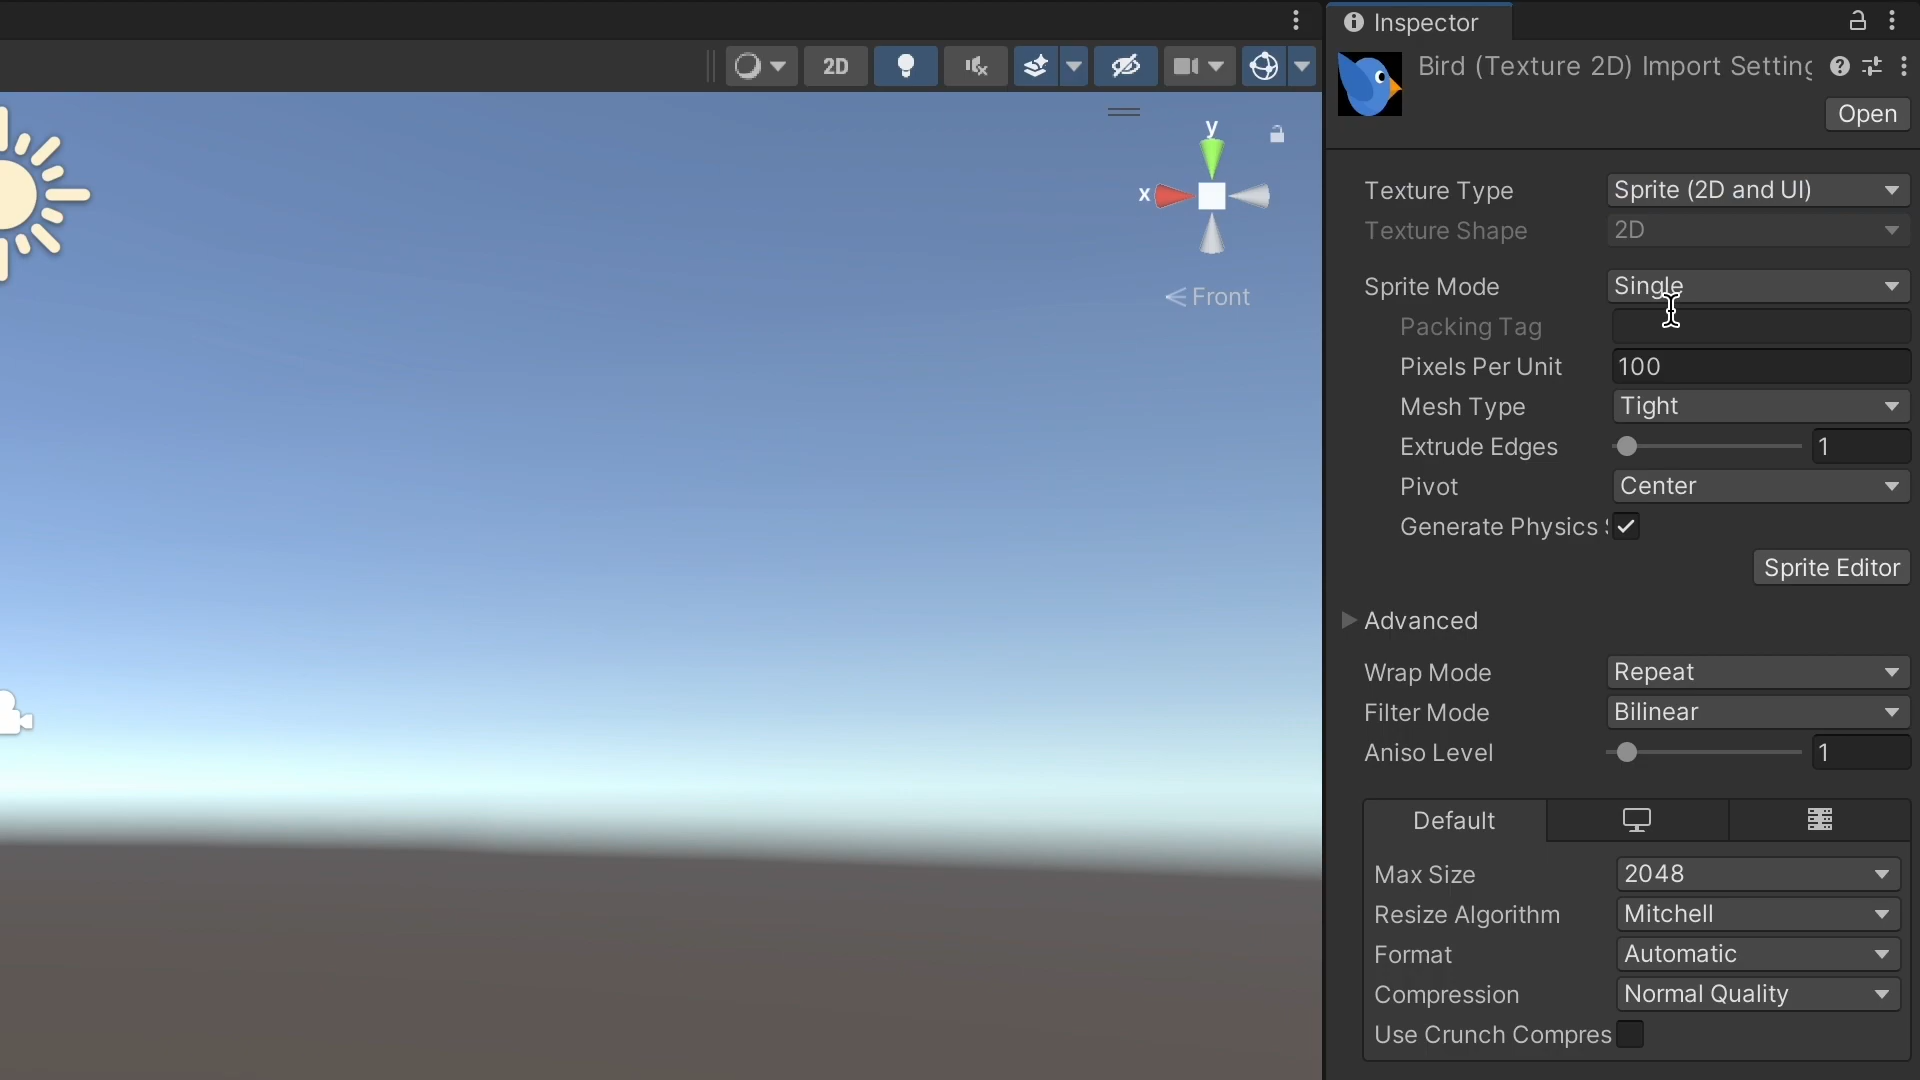 Inspector
2D
Bird (Texture 2D) Import Setting
Open
y
x
Front
Texture Type
Sprite (2D and UI)
Texture Shape
2D
Sprite Mode
Single
Packing Tag
Pixels Per Unit
100
Mesh Type
Tight
Extrude Edges
1
Pivot
Center
Generate Physics S
Sprite Editor
Advanced
Wrap Mode
Repeat
Filter Mode
Bilinear
Aniso Level
1
Default
Max Size
2048
Resize Algorithm
Mitchell
Format
Automatic
Compression
Normal Quality
Use Crunch Compres